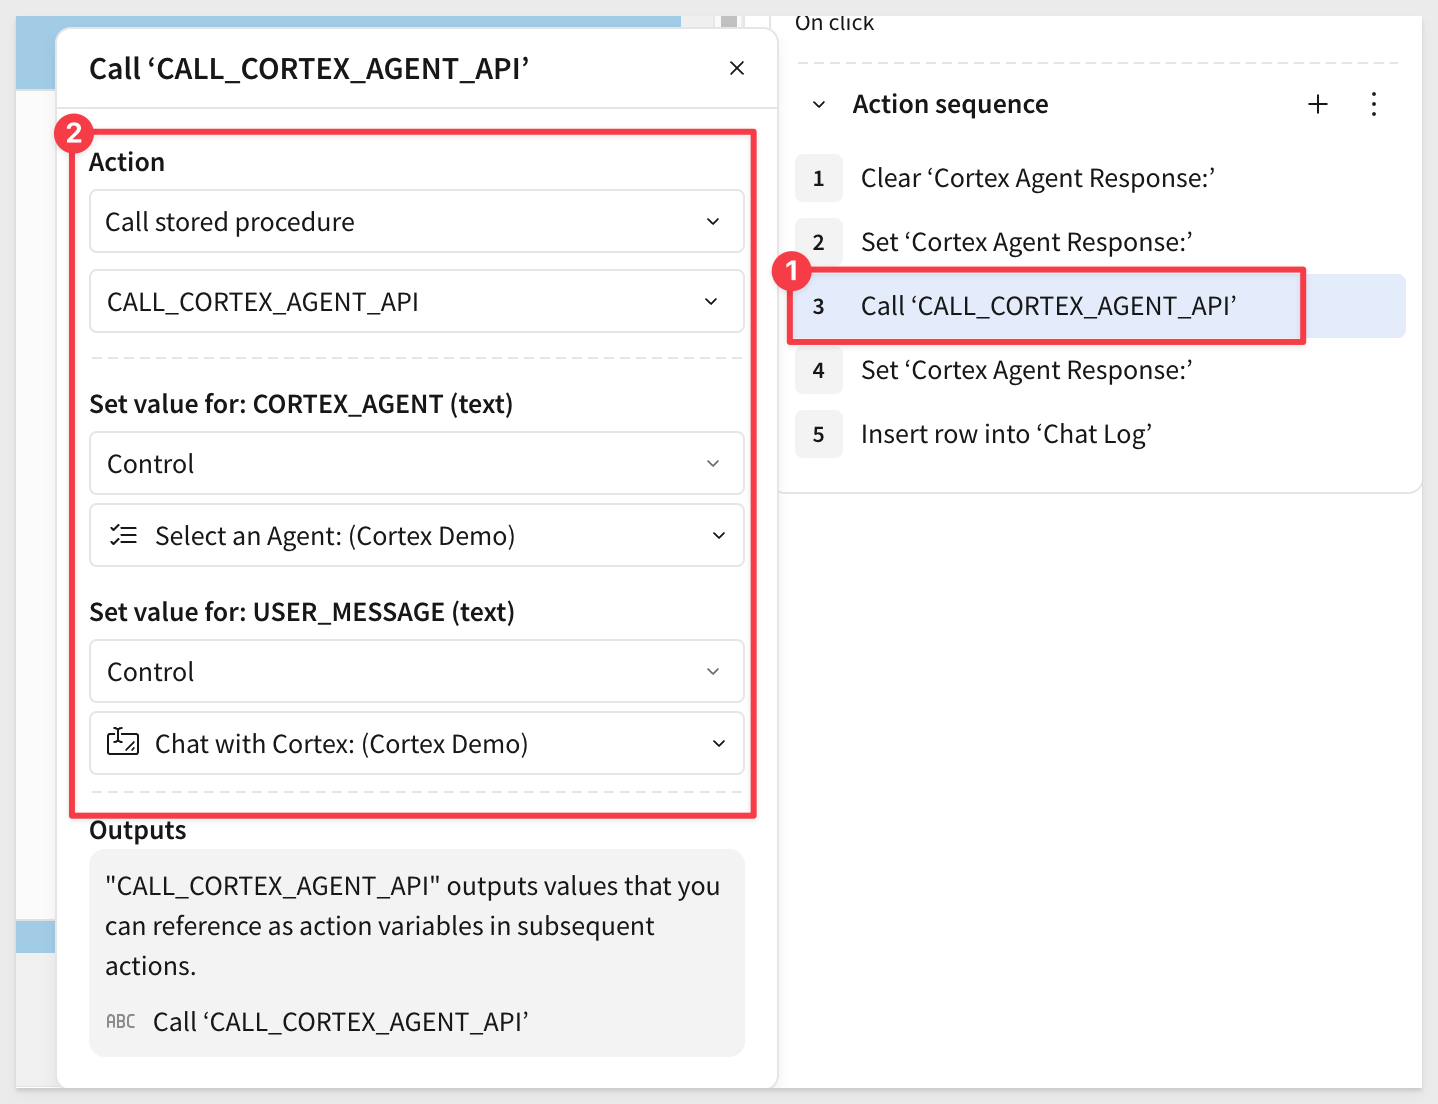 Call ‘CALL_CORTEX_AGENT_API’
2
Action
Call stored procedure
CALL_CORTEX_AGENT_API
Set value for: CORTEX_AGENT (text)
Control
Select an Agent: (Cortex Demo)
Set value for: USER_MESSAGE (text)
Control
Chat with Cortex: (Cortex Demo)
Outputs
"CALL_CORTEX_AGENT_API" outputs values that you
can reference as action variables in subsequent
actions.
ABC Call ‘CALL_CORTEX_AGENT_API’
On click
Action sequence
1 Clear ‘Cortex Agent Response:’
2 Set ‘Cortex Agent Response:’
1
3 Call ‘CALL_CORTEX_AGENT_API’
4 Set ‘Cortex Agent Response:’
5 Insert row into ‘Chat Log’